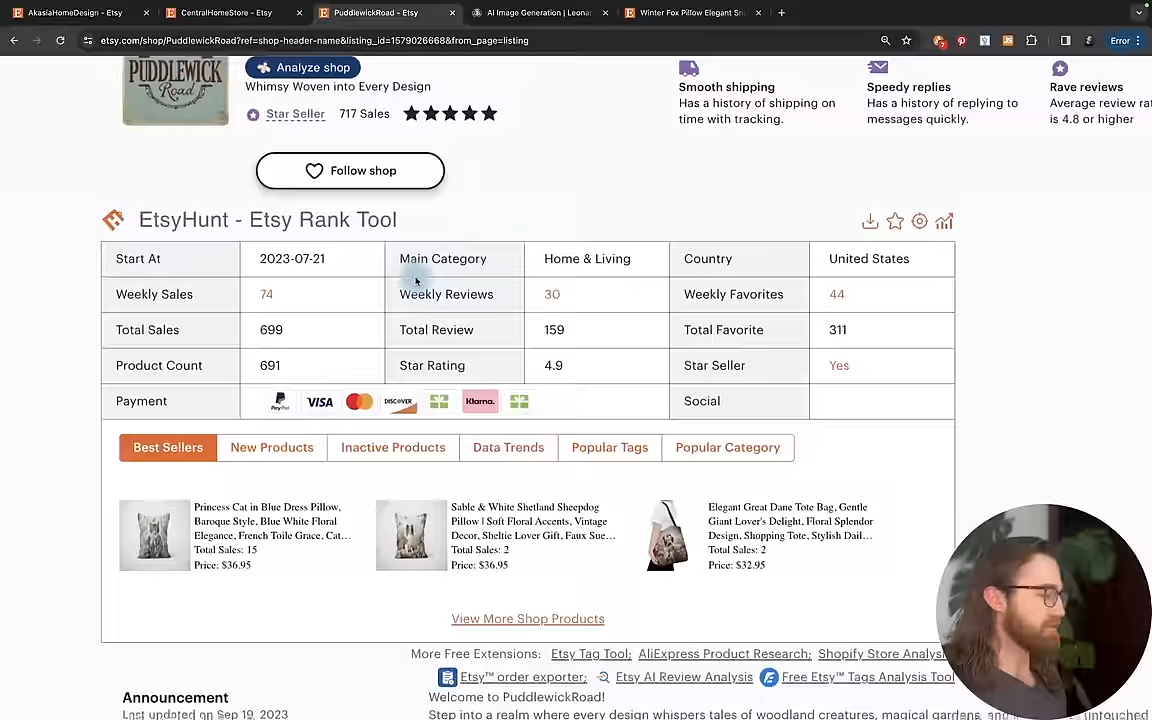 AkasiaHomeDesign - Etsy
CentralHomeStore - Etsy
PuddlewickRoad - Etsy
AI Image Generation | Leona
Winter Fox Pillow Elegant Sn
etsy.com/shop/PuddlewickRoad?ref=shop-header-name&listing_id=1579026668&from_page=listing
7
JS
Error
PUDDLEWICK
Road
Analyze shop
Whimsy Woven into Every Design
Star Seller 717 Sales
Follow shop
Smooth shipping
Has a history of shipping on
time with tracking.
Speedy replies
Has a history of replying to
messages quickly.
Rave reviews
Average review rat
is 4.8 or higher
EtsyHunt - Etsy Rank Tool
Start At 2023-07-21 Main Category Home & Living Country United States
Weekly Sales 74 Weekly Reviews 30 Weekly Favorites 44
Total Sales 699 Total Review 159 Total Favorite 311
Product Count 691 Star Rating 4.9 Star Seller Yes
Payment PayPal VISA DISCOVER Klarna. Social
Best Sellers New Products Inactive Products Data Trends Popular Tags Popular Category
Princess Cat in Blue Dress Pillow,
Baroque Style, Blue White Floral
Elegance, French Toile Grace, Cat...
Total Sales: 15
Price: $36.95
Sable & White Shetland Sheepdog
Pillow | Soft Floral Accents, Vintage
Decor, Sheltie Lover Gift, Faux Sue...
Total Sales: 2
Price: $36.95
Elegant Great Dane Tote Bag, Gentle
Giant Lover's Delight, Floral Splendor
Design, Shopping Tote, Stylish Dail...
Total Sales: 2
Price: $32.95
View More Shop Products
More Free Extensions: Etsy Tag Tool; AliExpress Product Research; Shopify Store Analysi
Etsy™ order exporter; Etsy AI Review Analysis Free Etsy™ Tags Analysis Tool
Announcement
Last updated on Sep 19, 2023
Welcome to PuddlewickRoad!
Step into a realm where every design whispers tales of woodland creatures, magical gardens, and untouched